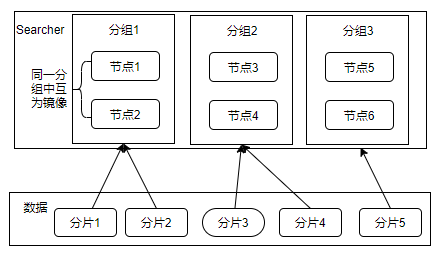 Searcher
分组1
分组2
分组3
同一分
组中互
为镜像
节点1
节点3
节点5
节点2
节点4
节点6
数据
分片1
分片2
分片3
分片4
分片5